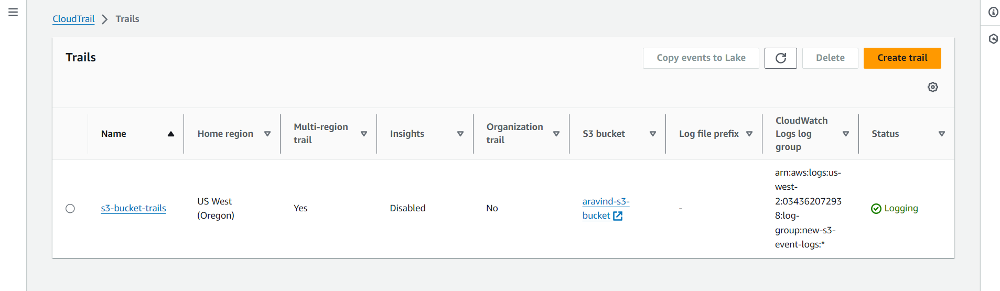 CloudTrail > Trails
Trails
Copy events to Lake
Delete
Create trail
Name
Home region
Multi-region
trail
Insights
Organization
trail
S3 bucket
Log file prefix
CloudWatch
Logs log
group
Status
s3-bucket-trails
US West
(Oregon)
Yes
Disabled
No
aravind-s3-
bucket
-
arn:aws:logs:us-
west-
2:03436207293
8:log-
group:new-s3-
event-logs:*
Logging